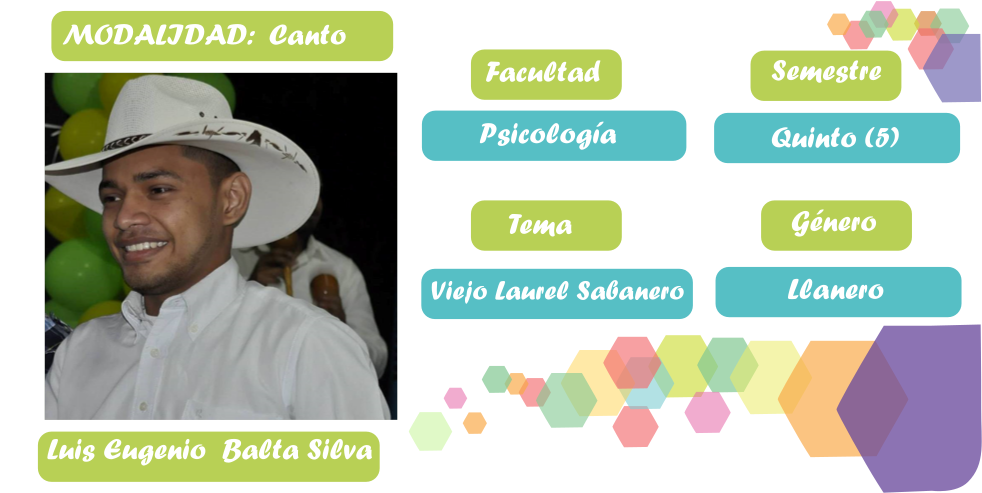 MODALIDAD: Canto
Facultad
Semestre
Psicología
Quinto (5)
Tema
Género
Viejo Laurel Sabanero
Llanero
Luis Eugenio Balta Silva